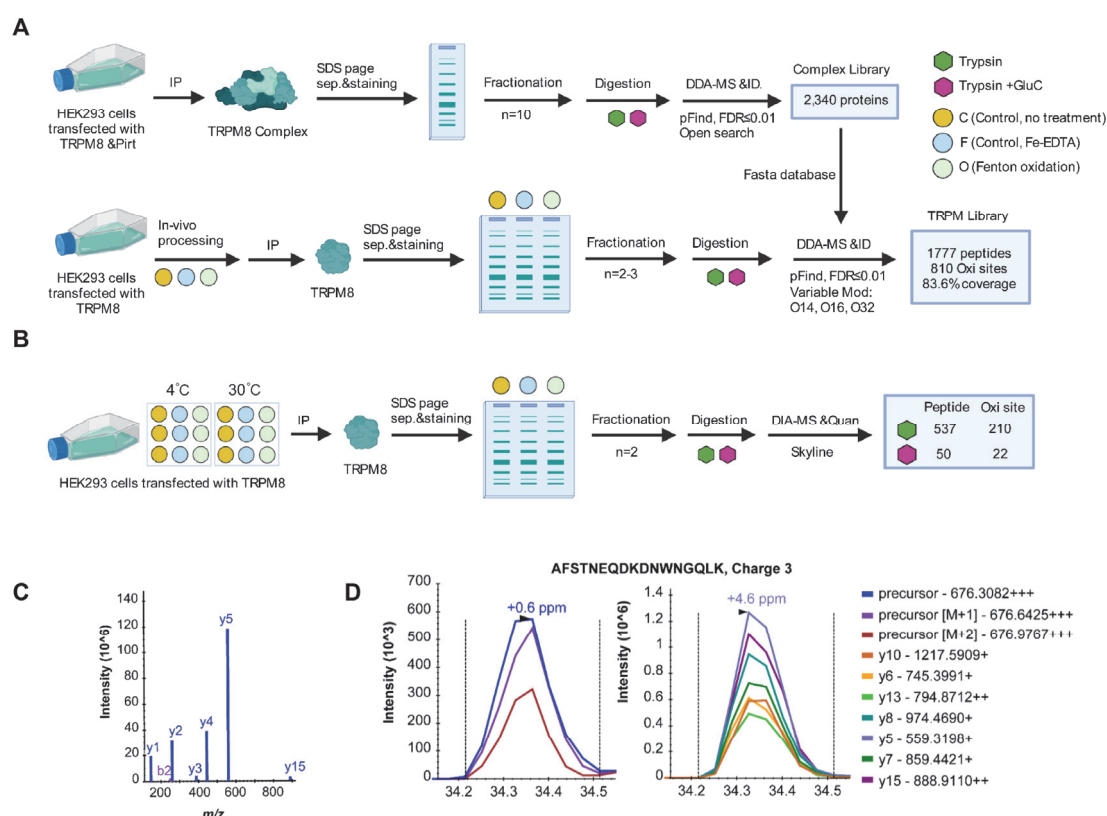 A
HEK293 cells
transfected with
TRPM8 &Pirt
IP
TRPM8 Complex
SDS page
sep.&staining
Fractionation
n=10
Digestion
DDA-MS &ID.
pFind, FDR≤0.01
Open search
Complex Library
2,340 proteins
Trypsin
Trypsin +GluC
C (Control, no treatment)
F (Control, Fe-EDTA)
O (Fenton oxidation)
Fasta database
HEK293 cells
transfected with
TRPM8
In-vivo
processing
IP
TRPM8
SDS page
sep.&staining
Fractionation
n=2-3
Digestion
DDA-MS &ID
pFind, FDR≤0.01
Variable Mod:
O14, O16, O32
TRPM Library
1777 peptides
810 Oxi sites
83.6% coverage
B
4°C
30°C
HEK293 cells transfected with TRPM8
IP
TRPM8
SDS page
sep.&staining
Fractionation
n=2
Digestion
DIA-MS &Quan
Skyline
Peptide Oxi site
537 210
50 22
C
Intensity (10^6)
140
120
100
80
60
40
20
0
y1
b2
y2
y3
y4
y5
y15
200 400 600 800
m/z
D
AFSTNEQDKDNWNGQLK, Charge 3
Intensity (10^3)
700
600
500
400
300
200
100
0
+0.6 ppm
34.2 34.3 34.4 34.5
Intensity (10^6)
1.4
1.2
1.0
0.8
0.6
0.4
0.2
0.0
+4.6 ppm
34.2 34.3 34.4 34.5
precursor - 676.3082+++
precursor [M+1] - 676.6425+++
precursor [M+2] - 676.9767+++
y10 - 1217.5909+
y6 - 745.3991+
y13 - 794.8712++
y8 - 974.4690+
y5 - 559.3198+
y7 - 859.4421+
y15 - 888.9110++